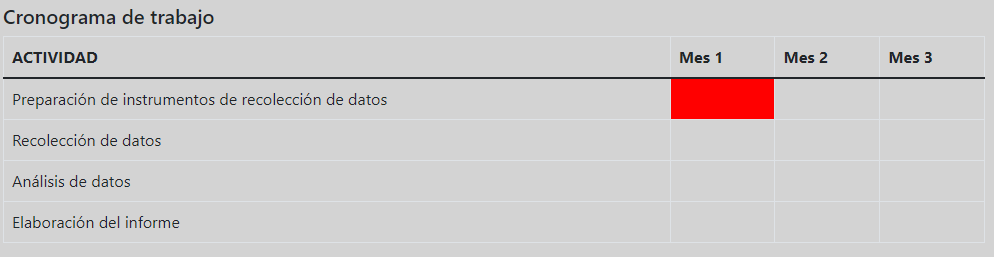 Cronograma de trabajo
ACTIVIDAD Mes 1 Mes 2 Mes 3
Preparación de instrumentos de recolección de datos
Recolección de datos
Análisis de datos
Elaboración del informe